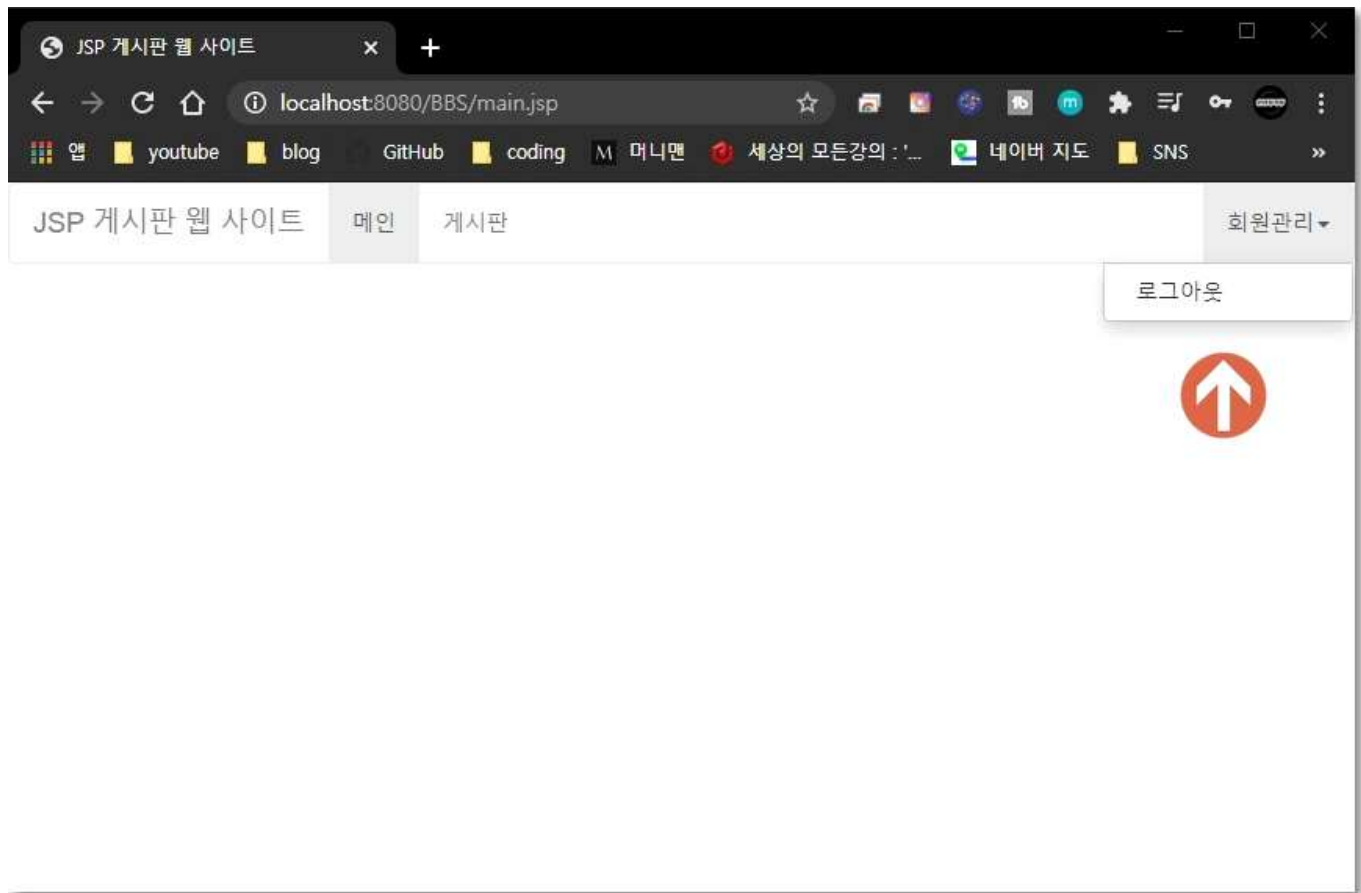 JSP 게시판 웹 사이트
localhost:8080/BBS/main.jsp
앱 youtube blog GitHub coding M 머니맨 세상의 모든강의 : '... 네이버 지도 SNS »
JSP 게시판 웹 사이트 메인 게시판 회원관리
로그아웃